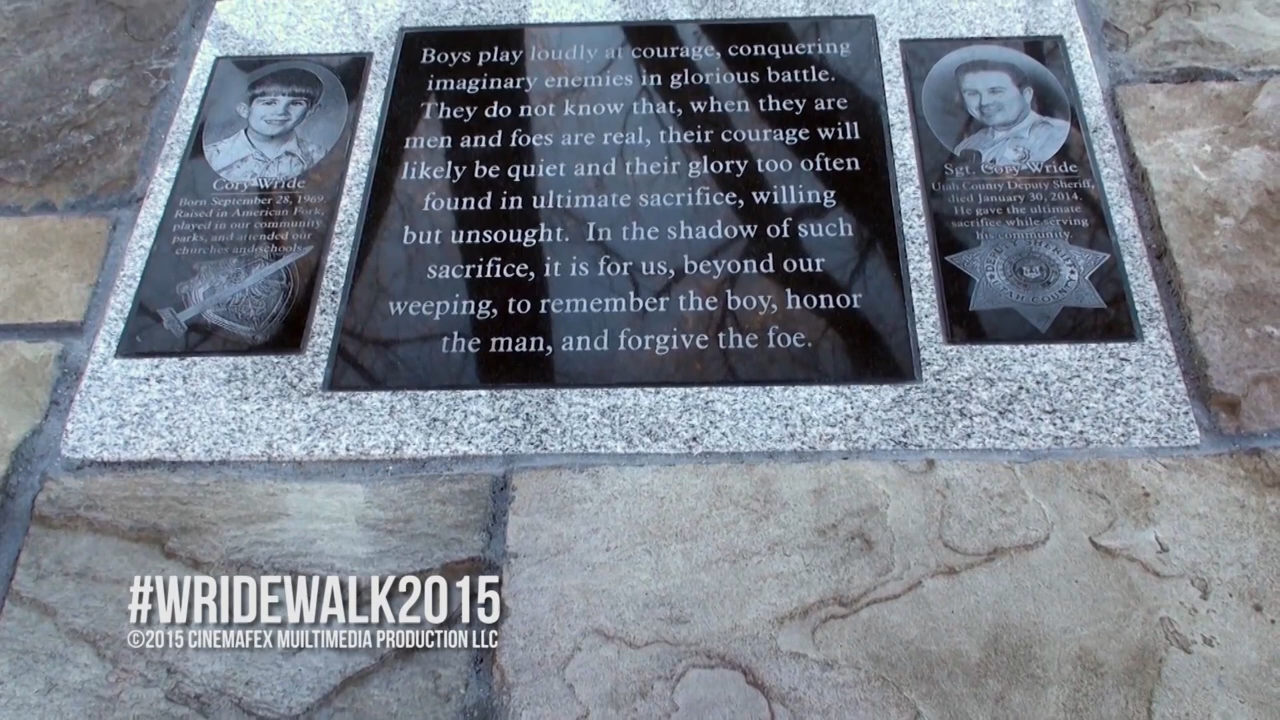 Boys play loudly at courage, conquering
imaginary enemies in glorious battle.
They do not know that, when they are
men and foes are real, their courage will
likely be quiet and their glory too often
found in ultimate sacrifice, willing
but unsought. In the shadow of such
sacrifice, it is for us, beyond our
weeping, to remember the boy, honor
the man, and forgive the foe.
Cory Wride
Born September 28, 1969
Raised in American Fork,
played in our community
parks, and attended our
churches and schools
Sgt. Cory Wride
Utah County Deputy Sheriff,
died January 30, 2014.
He gave the ultimate
sacrifice while serving
his community.
UTAH COUNTY
#WRIDEWALK2015
©2015 CINEMAFEX MUILTIMEDIA PRODUCTION LLC